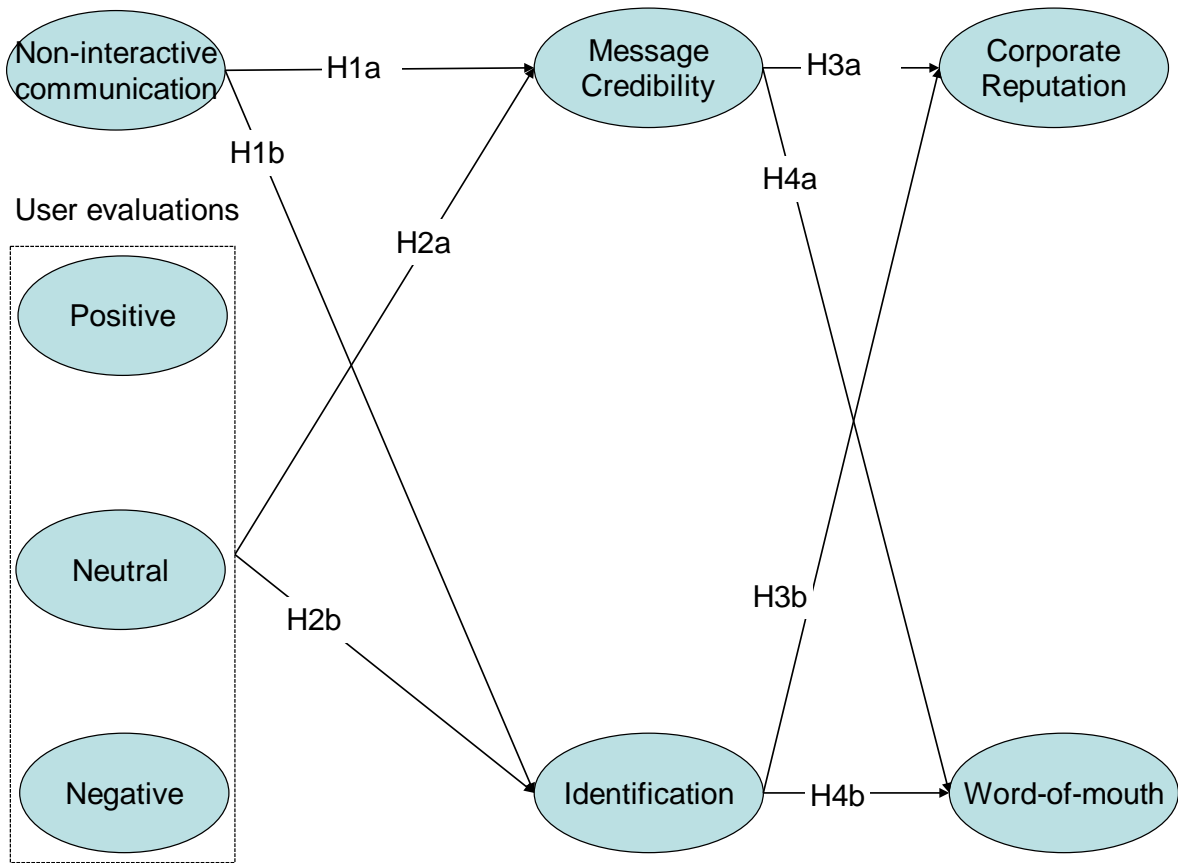 Non-interactive
communication
H1a
Message
Credibility
H3a
Corporate
Reputation
H1b
H4a
User evaluations
H2a
Positive
Neutral
H2b
H3b
Negative
Identification
H4b
Word-of-mouth